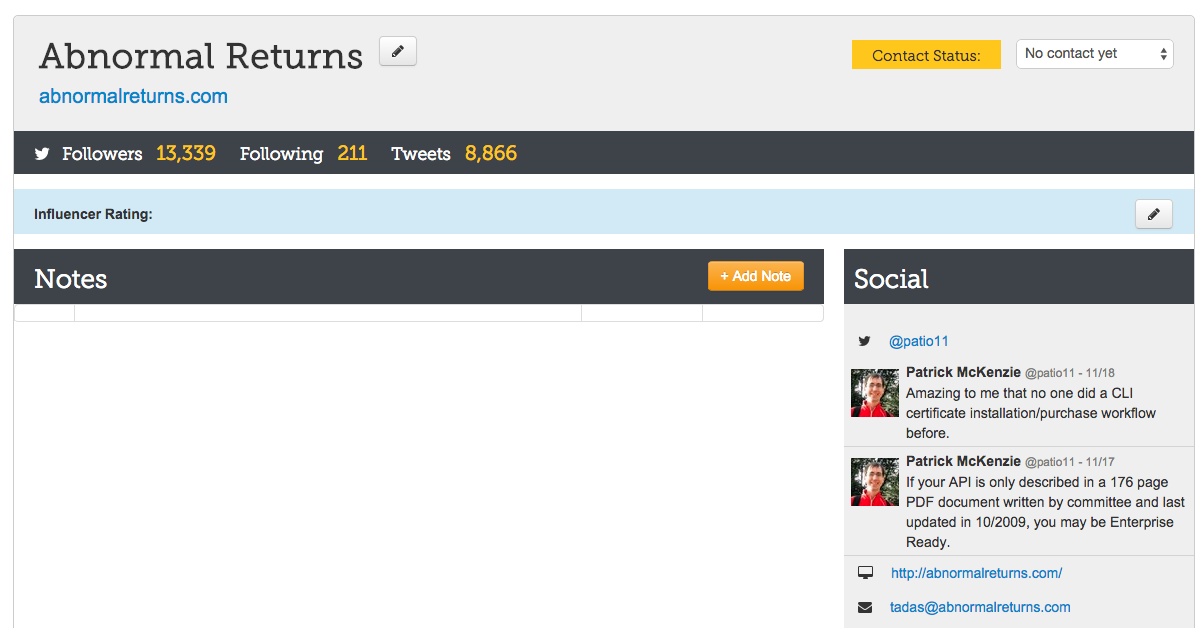 Abnormal Returns
abnormalreturns.com
Contact Status:
No contact yet
Followers 13,339 Following 211 Tweets 8,866
Influencer Rating:
Notes
+ Add Note
Social
@patio11
Patrick McKenzie @patio11 - 11/18
Amazing to me that no one did a CLI
certificate installation/purchase workflow
before.
Patrick McKenzie @patio11 - 11/17
If your API is only described in a 176 page
PDF document written by committee and last
updated in 10/2009, you may be Enterprise
Ready.
http://abnormalreturns.com/
tadas@abnormalreturns.com